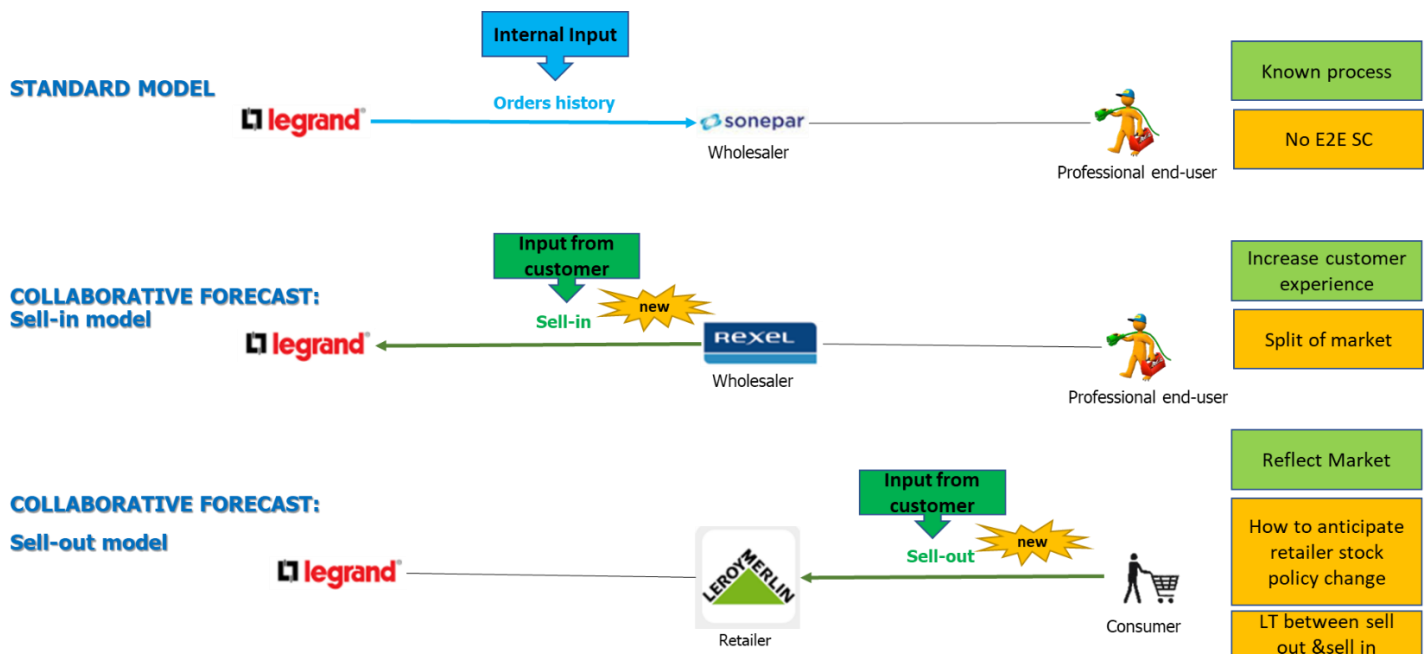 Internal Input
STANDARD MODEL
Orders history
legrand®
sonepar
Wholesaler
Professional end-user
Known process
No E2E SC
Input from
customer
COLLABORATIVE FORECAST:
Sell-in model
Sell-in
new
legrand®
REXEL
Wholesaler
Professional end-user
Increase customer
experience
Split of market
Input from
customer
COLLABORATIVE FORECAST:
Sell-out model
Sell-out
new
legrand®
LEROY MERLIN
Retailer
Consumer
Reflect Market
How to anticipate
retailer stock
policy change
LT between sell
out &sell in